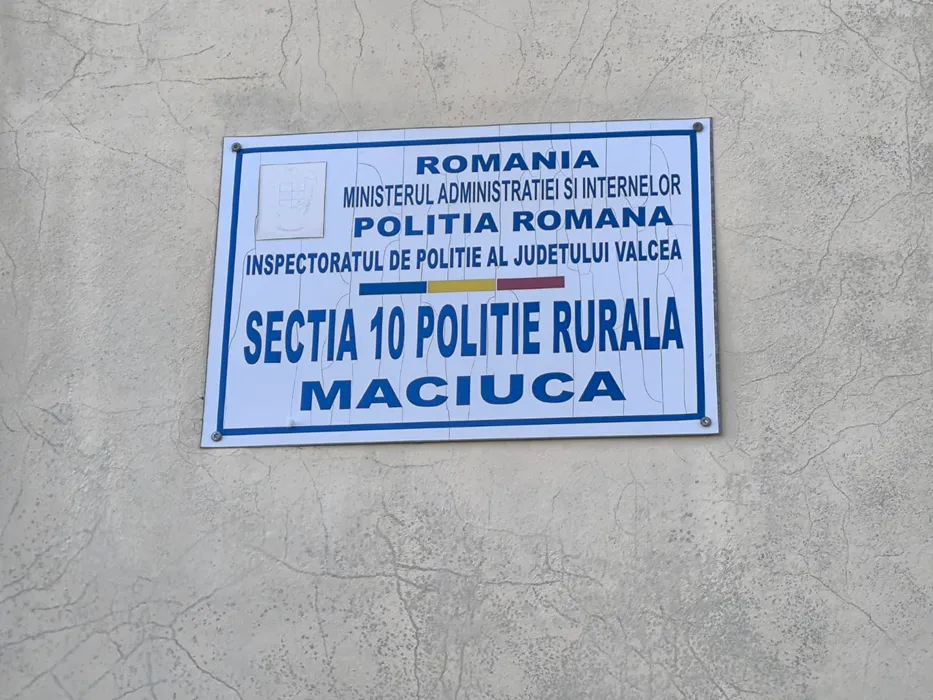 ROMANIA
MINISTERUL ADMINISTRATIEI SI INTERNELOR
POLITIA ROMANA
INSPECTORATUL DE POLITIE AL JUDETULUI VALCEA
SECTIA 10 POLITIE RURALA
MACIUCA